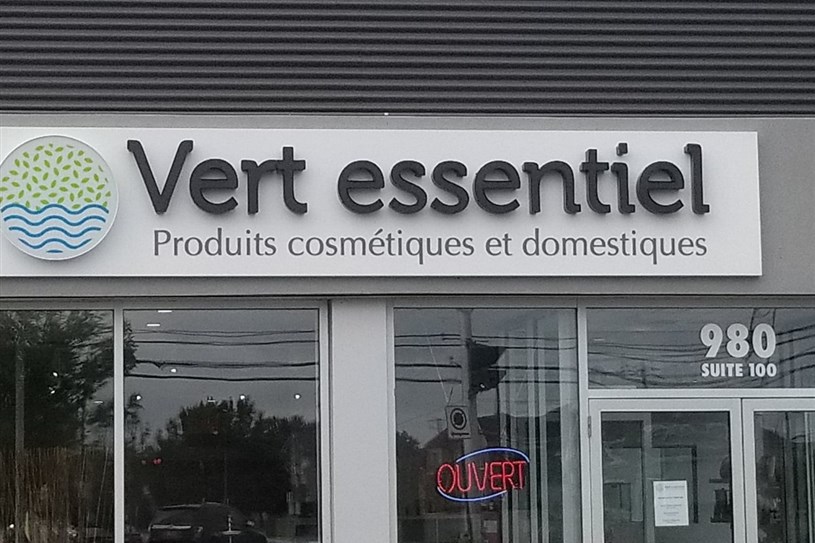 Vert essentiel
Produits cosmétiques et domestiques
980
SUITE 100
OUVERT